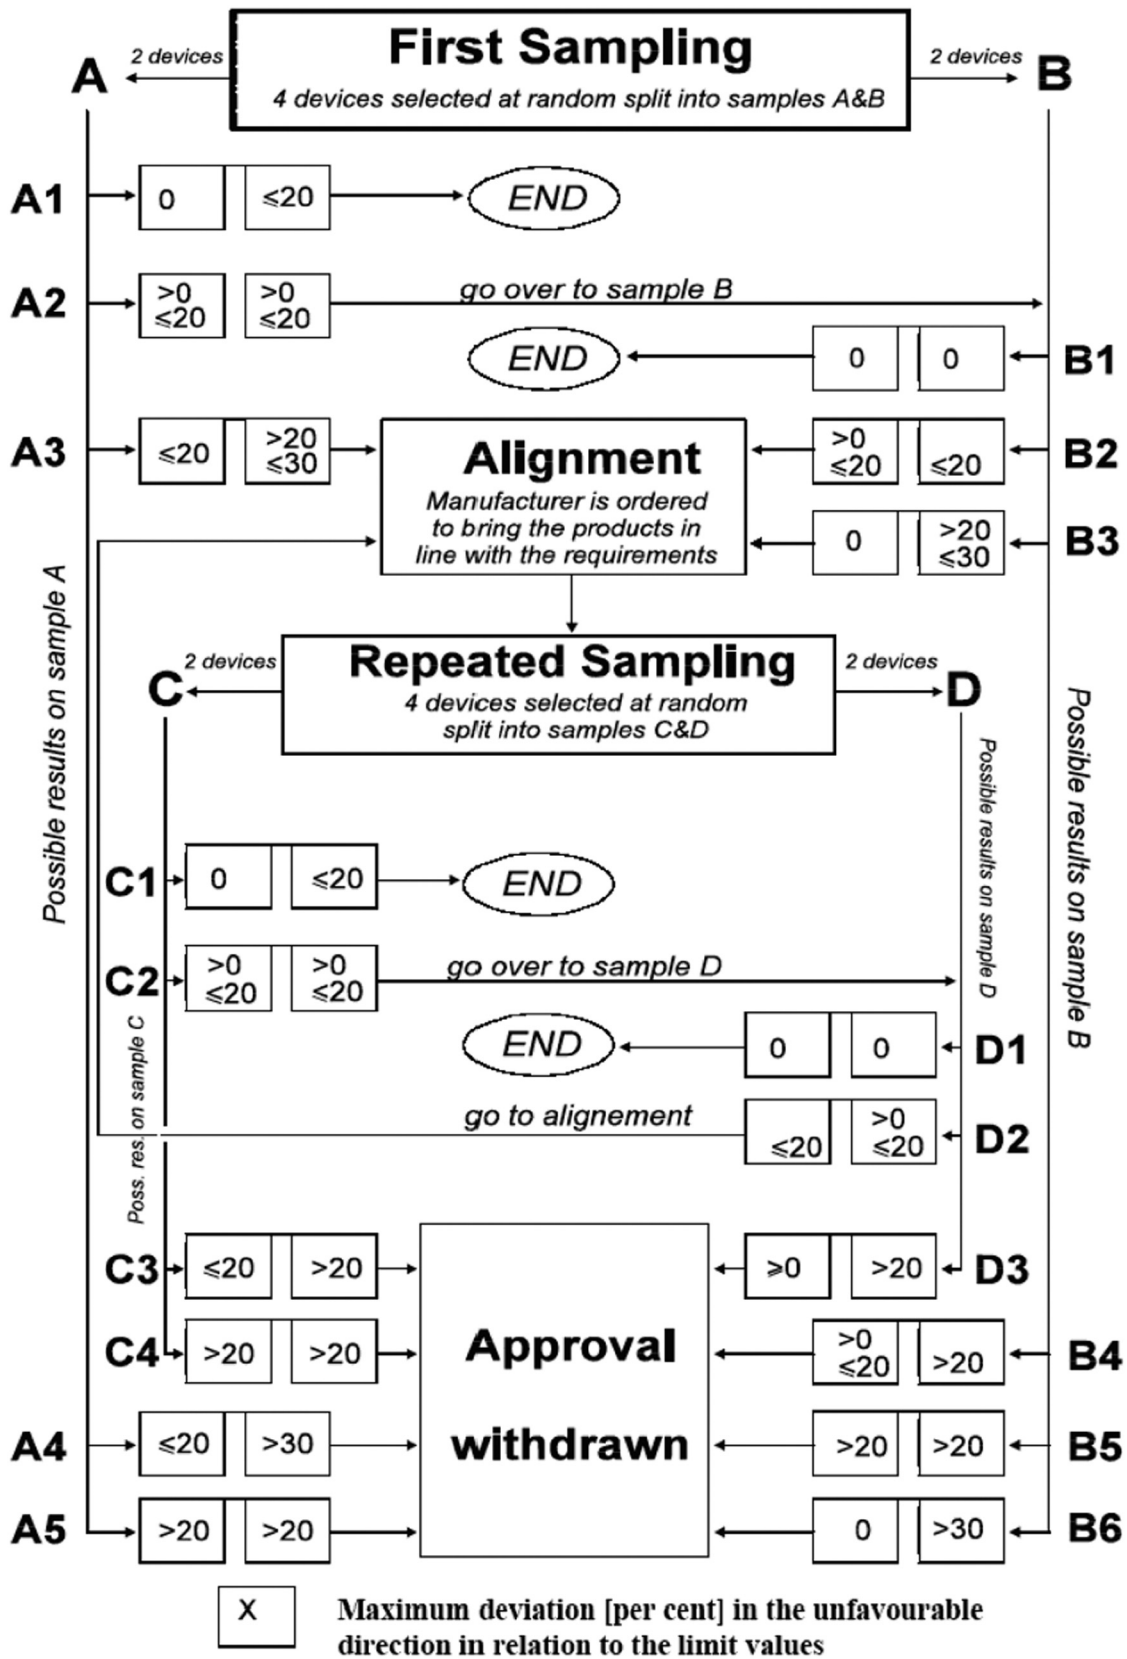 First Sampling
4 devices selected at random split into samples A&B
A
2 devices
2 devices
B
A1
0
⩽20
END
A2
>0
⩽20
>0
⩽20
go over to sample B
END
0
0
B1
A3
⩽20
>20
⩽30
Alignment
Manufacturer is ordered
to bring the products in
line with the requirements
>0
⩽20
⩽20
B2
0
>20
⩽30
B3
Possible results on sample A
C
2 devices
Repeated Sampling
4 devices selected at random
split into samples C&D
2 devices
D
Possible results on sample D
Possible results on sample B
C1
0
⩽20
END
C2
>0
⩽20
>0
⩽20
go over to sample D
Poss. res. on sample C
END
0
0
D1
go to alignement
⩽20
>0
⩽20
D2
C3
⩽20
>20
⩾0
>20
D3
C4
>20
>20
Approval
withdrawn
>0
⩽20
>20
B4
A4
⩽20
>30
>20
>20
B5
A5
>20
>20
0
>30
B6
X
Maximum deviation [per cent] in the unfavourable
direction in relation to the limit values